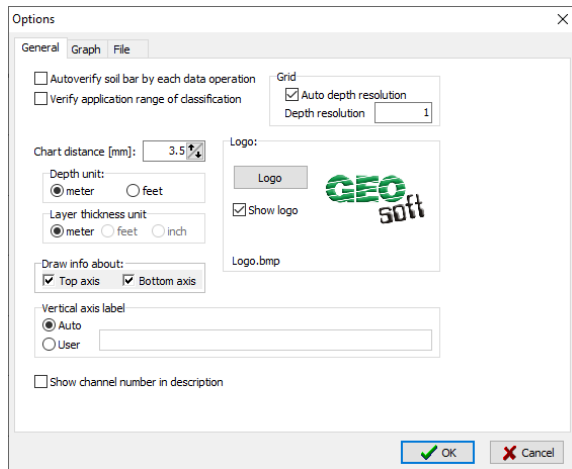 Options
General Graph File
Autoverify soil bar by each data operation
Verify application range of classification
Grid
Auto depth resolution
Depth resolution 1
Chart distance [mm]: 3.5
Depth unit:
meter feet
Layer thickness unit
meter feet inch
Draw info about:
Top axis Bottom axis
Logo:
Logo
Show logo
GEO
soft
Logo.bmp
Vertical axis label
Auto
User
Show channel number in description
OK Cancel